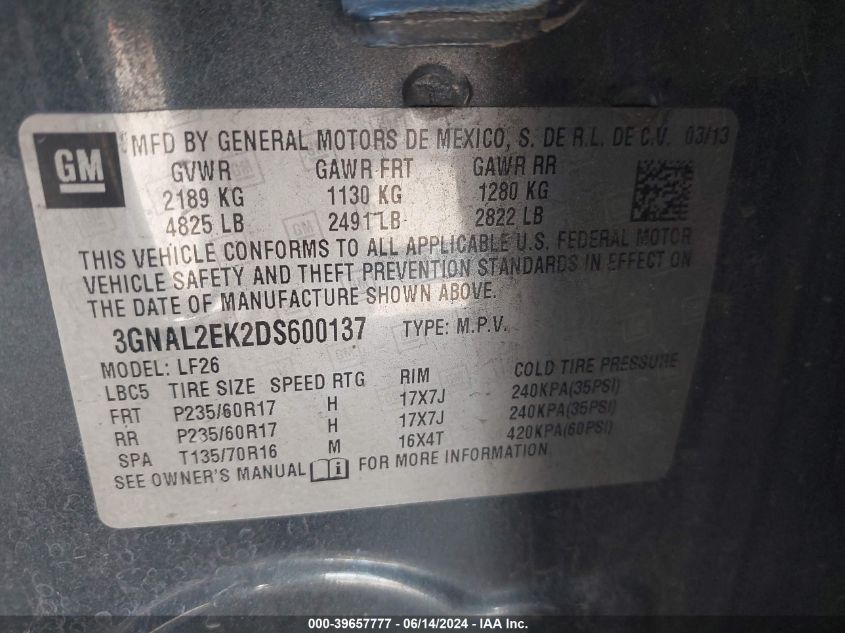 GM
MFD BY GENERAL MOTORS DE MEXICO, S. DE R.L. DE C.V. 03/13
GVWR GAWR FRT GAWR RR
2189 KG 1130 KG 1280 KG
4825 LB 2491 LB 2822 LB
THIS VEHICLE CONFORMS TO ALL APPLICABLE U.S. FEDERAL MOTOR
VEHICLE SAFETY AND THEFT PREVENTION STANDARDS IN EFFECT ON
THE DATE OF MANUFACTURE SHOWN ABOVE.
3GNAL2EK2DS600137 TYPE: M.P.V.
MODEL: LF26
LBC5 TIRE SIZE SPEED RTG RIM COLD TIRE PRESSURE
FRT P235/60R17 H 17X7J 240KPA(35PSI)
RR P235/60R17 H 17X7J 240KPA(35PSI)
SPA T135/70R16 M 16X4T 420KPA(60PSI)
SEE OWNER'S MANUAL FOR MORE INFORMATION
000-39657777 - 06/14/2024 - IAA Inc.